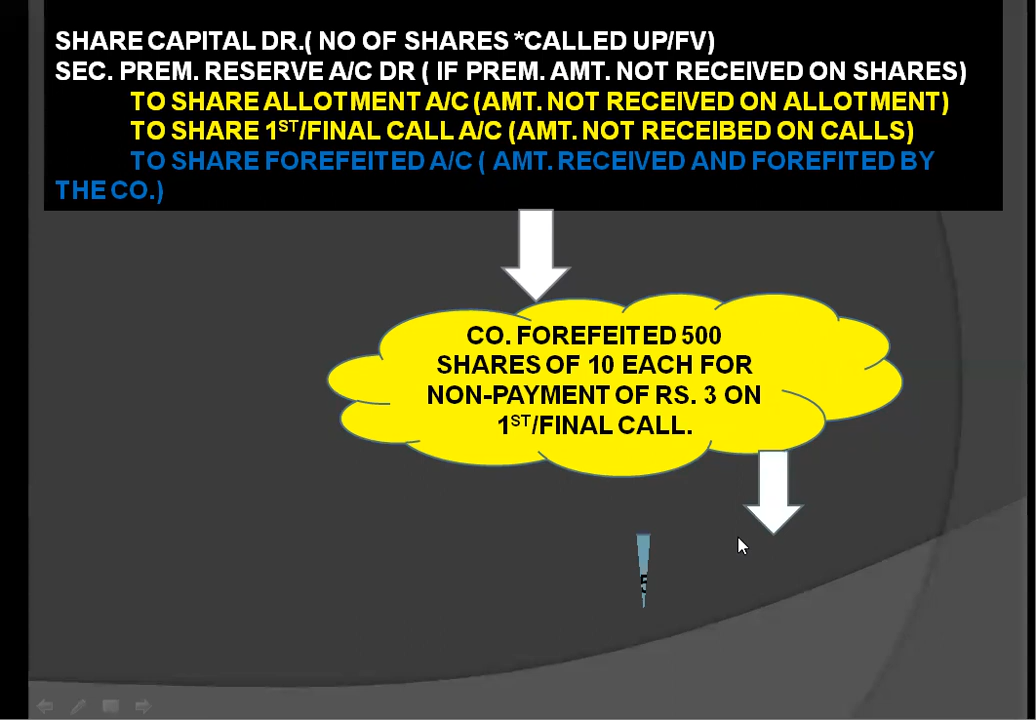 SHARE CAPITAL DR.( NO OF SHARES *CALLED UP/FV)
SEC. PREM. RESERVE A/C DR ( IF PREM. AMT. NOT RECEIVED ON SHARES)
TO SHARE ALLOTMENT A/C (AMT. NOT RECEIVED ON ALLOTMENT)
TO SHARE 1ST/FINAL CALL A/C (AMT. NOT RECEIBED ON CALLS)
TO SHARE FOREFEITED A/C ( AMT. RECEIVED AND FOREFITED BY
THE CO.)
CO. FOREFEITED 500
SHARES OF 10 EACH FOR
NON-PAYMENT OF RS. 3 ON
1ST/FINAL CALL.